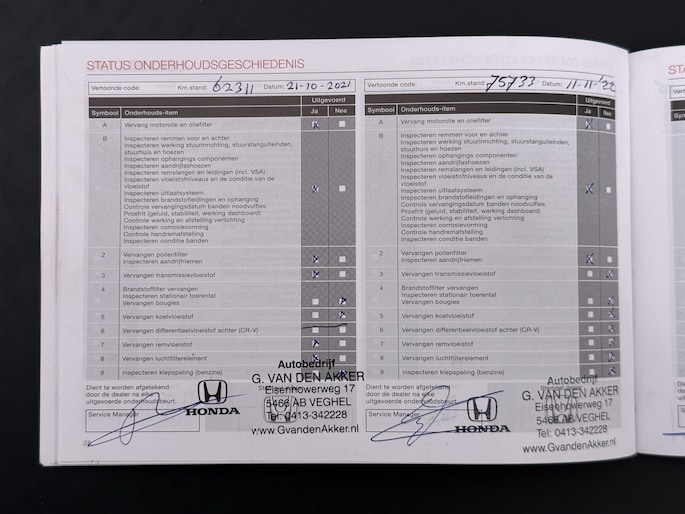 STATUS ONDERHOUDSGESCHIEDENIS
Vertoonde code: Km.stand: 62311 Datum: 21-10-2021
Uitgevoerd
Symbool Onderhouds-item Ja Nee
A Vervang motorolie en oliefilter
B Inspecteren remmen voor en achter
Inspecteren werking stuurinrichting, stuurstanguiteinden,
stuurhuis en hoezen
Inspecteren ophangings componenten
Inspecteren aandrijfashoezen
Inspecteren remslangen en leidingen (incl. VSA)
Inspecteren vloeistofniveaus en de conditie van de
vloeistof
Inspecteren uitlaatsysteem
Inspecteren brandstofleidingen en ophanging
Controle vervangingsdatum banden noodvulfles
Proefrit (geluid, stabiliteit, werking dashboard)
Controle werking en afstelling verlichting
Inspecteren corrosievorming
Controle handremafstelling
Inspecteren conditie banden
2 Vervangen pollenfilter
Inspecteren aandrijfriemen
3 Vervangen transmissievloeistof
4 Brandstoffilter vervangen
Inspecteren stationair toerental
Vervangen bougies
5 Vervangen koelvloeistof
6 Vervangen differentieelvloeistof achter (CR-V)
7 Vervangen remvloeistof
8 Vervangen luchtfilterelement
9 Inspecteren klepspeling (benzine)
Dient te worden afgetekend
door de dealer na elke
uitgevoerde onderhoudsbeurt.
Service Manager
HONDA
Autobedrijf
G. VAN DEN AKKER
Eisenhowerweg 17
5466 AB VEGHEL
Tel: 0413-342228
www.GvandenAkker.nl
Vertoonde code: Km.stand: 75733 Datum: 11-11-'22
Uitgevoerd
Symbool Onderhouds-item Ja Nee
A Vervang motorolie en oliefilter
B Inspecteren remmen voor en achter
Inspecteren werking stuurinrichting, stuurstanguiteinden,
stuurhuis en hoezen
Inspecteren ophangings componenten
Inspecteren aandrijfashoezen
Inspecteren remslangen en leidingen (incl. VSA)
Inspecteren vloeistofniveaus en de conditie van de
vloeistof
Inspecteren uitlaatsysteem
Inspecteren brandstofleidingen en ophanging
Controle vervangingsdatum banden noodvulfles
Proefrit (geluid, stabiliteit, werking dashboard)
Controle werking en afstelling verlichting
Inspecteren corrosievorming
Controle handremafstelling
Inspecteren conditie banden
2 Vervangen pollenfilter
Inspecteren aandrijfriemen
3 Vervangen transmissievloeistof
4 Brandstoffilter vervangen
Inspecteren stationair toerental
Vervangen bougies
5 Vervangen koelvloeistof
6 Vervangen differentieelvloeistof achter (CR-V)
7 Vervangen remvloeistof
8 Vervangen luchtfilterelement
9 Inspecteren klepspeling (benzine)
Dient te worden afgetekend
door de dealer na elke
uitgevoerde onderhoudsbeurt.
Service Manager
HONDA
Autobedrijf
G. VAN DEN AKKER
Eisenhowerweg 17
5466 AB VEGHEL
Tel: 0413-342228
www.GvandenAkker.nl